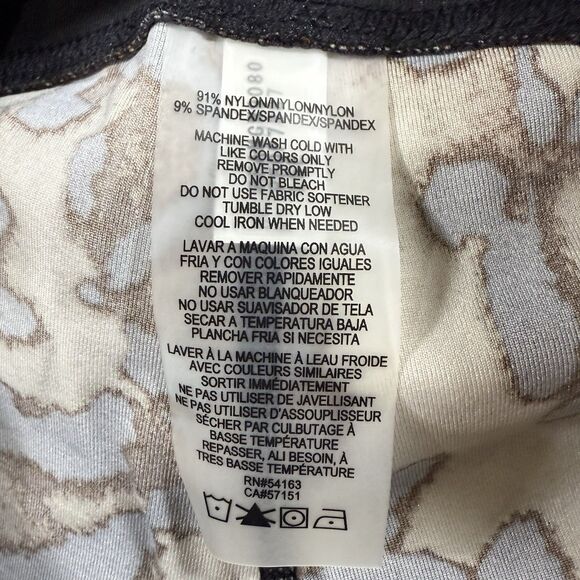 91% NYLON/NYLON/NYLON
9% SPANDEX/SPANDEX/SPANDEX
MACHINE WASH COLD WITH
LIKE COLORS ONLY
REMOVE PROMPTLY
DO NOT BLEACH
DO NOT USE FABRIC SOFTENER
TUMBLE DRY LOW
COOL IRON WHEN NEEDED
LAVAR A MAQUINA CON AGUA
FRIA Y CON COLORES IGUALES
REMOVER RAPIDAMENTE
NO USAR BLANQUEADOR
NO USAR SUAVISADOR DE TELA
SECAR A TEMPERATURA BAJA
PLANCHA FRIA SI NECESITA
LAVER À LA MACHINE À LEAU FROIDE
AVEC COULEURS SIMILAIRES
SORTIR IMMÉDIATEMENT
NE PAS UTILISER DE JAVELLISANT
NE PAS UTILISER D'ASSOUPLISSEUR
SÉCHER PAR CULBUTAGE À
BASSE TEMPÉRATURE
REPASSER, ALI BESOIN, À
TRES BASSE TEMPÉRATURE
RN#54163
CA#57151